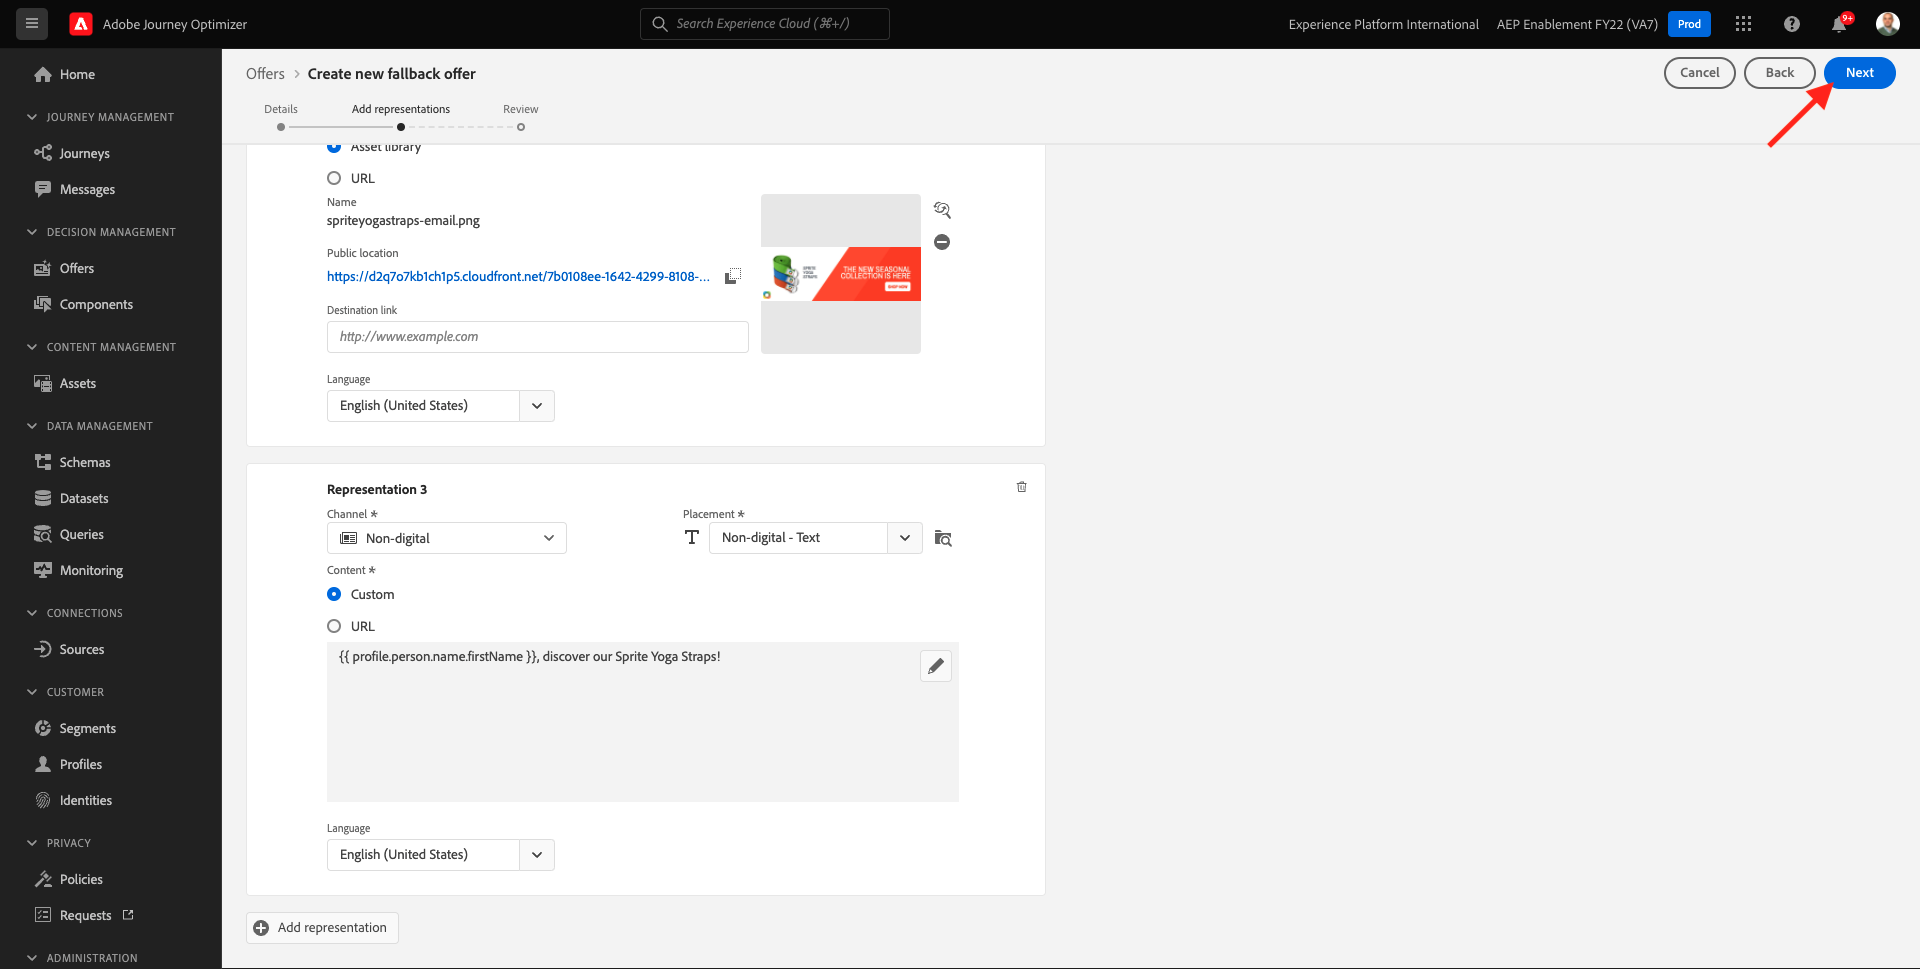 Adobe Journey Optimizer
Search Experience Cloud (⌘+/)
Experience Platform International
AEP Enablement FY22 (VA7)
Prod
9+
Home
JOURNEY MANAGEMENT
Journeys
Messages
DECISION MANAGEMENT
Offers
Components
CONTENT MANAGEMENT
Assets
DATA MANAGEMENT
Schemas
Datasets
Queries
Monitoring
CONNECTIONS
Sources
CUSTOMER
Segments
Profiles
Identities
PRIVACY
Policies
Requests
ADMINISTRATION
Offers > Create new fallback offer
Cancel
Back
Next
Details
Add representations
Review
Asset library
URL
Name
spriteyogastraps-email.png
Public location
https://d2q7o7kb1ch1p5.cloudfront.net/7b0108ee-1642-4299-8108-...
Destination link
http://www.example.com
SPRITE
YOGA
STRAPS
THE NEW SEASONAL
COLLECTION IS HERE
SHOP NOW
Language
English (United States)
Representation 3
Channel *
Placement *
Non-digital
Non-digital - Text
Content *
Custom
URL
{{ profile.person.name.firstName }}, discover our Sprite Yoga Straps!
Language
English (United States)
Add representation